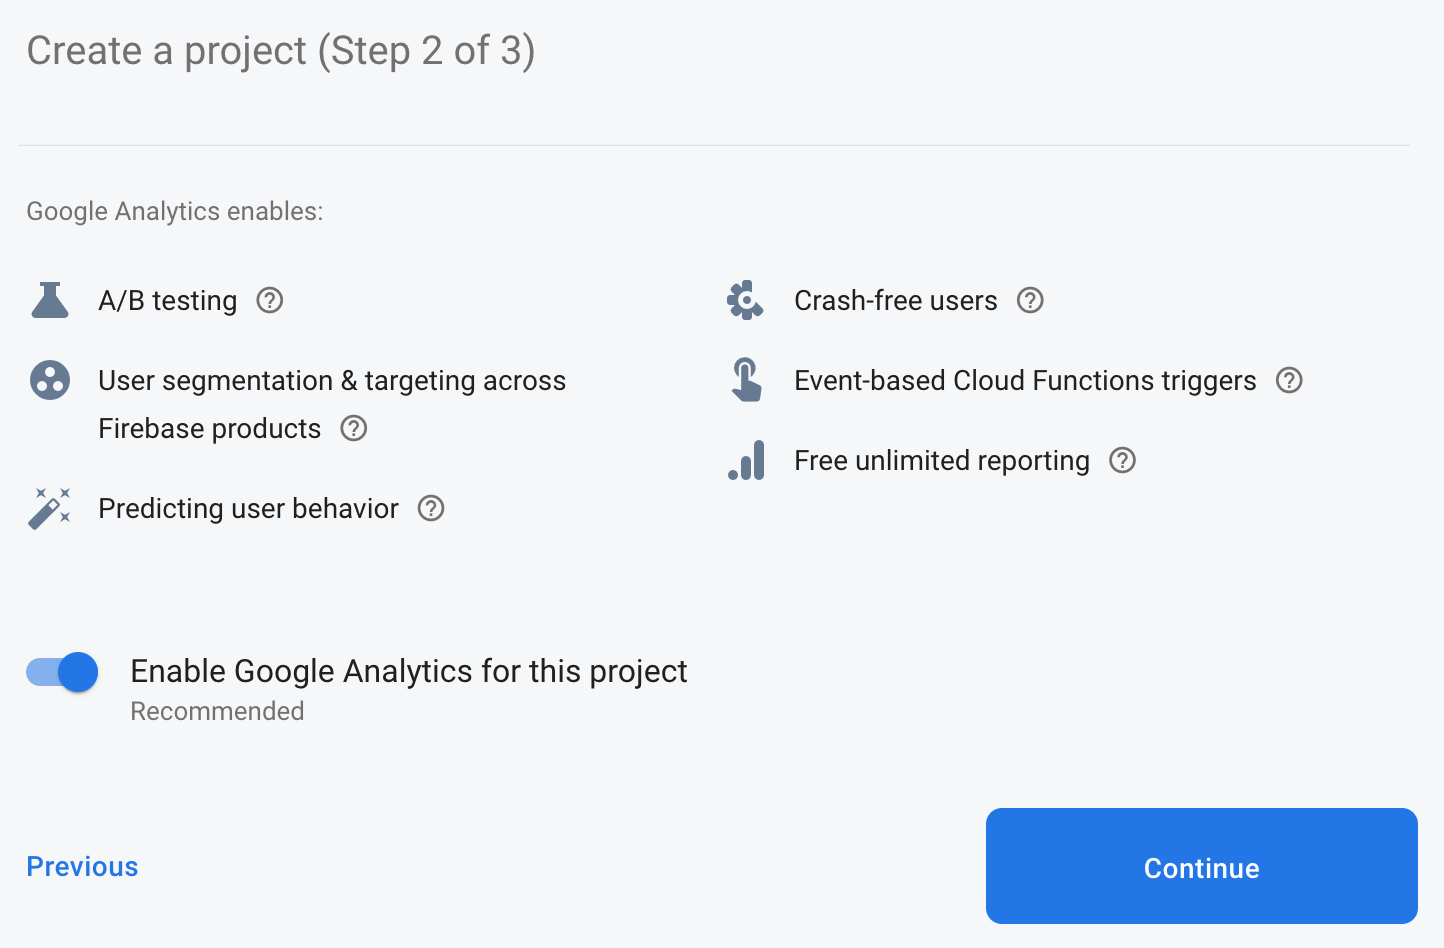 Create a project (Step 2 of 3)
Google Analytics enables:
A/B testing
User segmentation & targeting across
Firebase products
Predicting user behavior
Crash-free users
Event-based Cloud Functions triggers
Free unlimited reporting
Enable Google Analytics for this project
Recommended
Previous
Continue